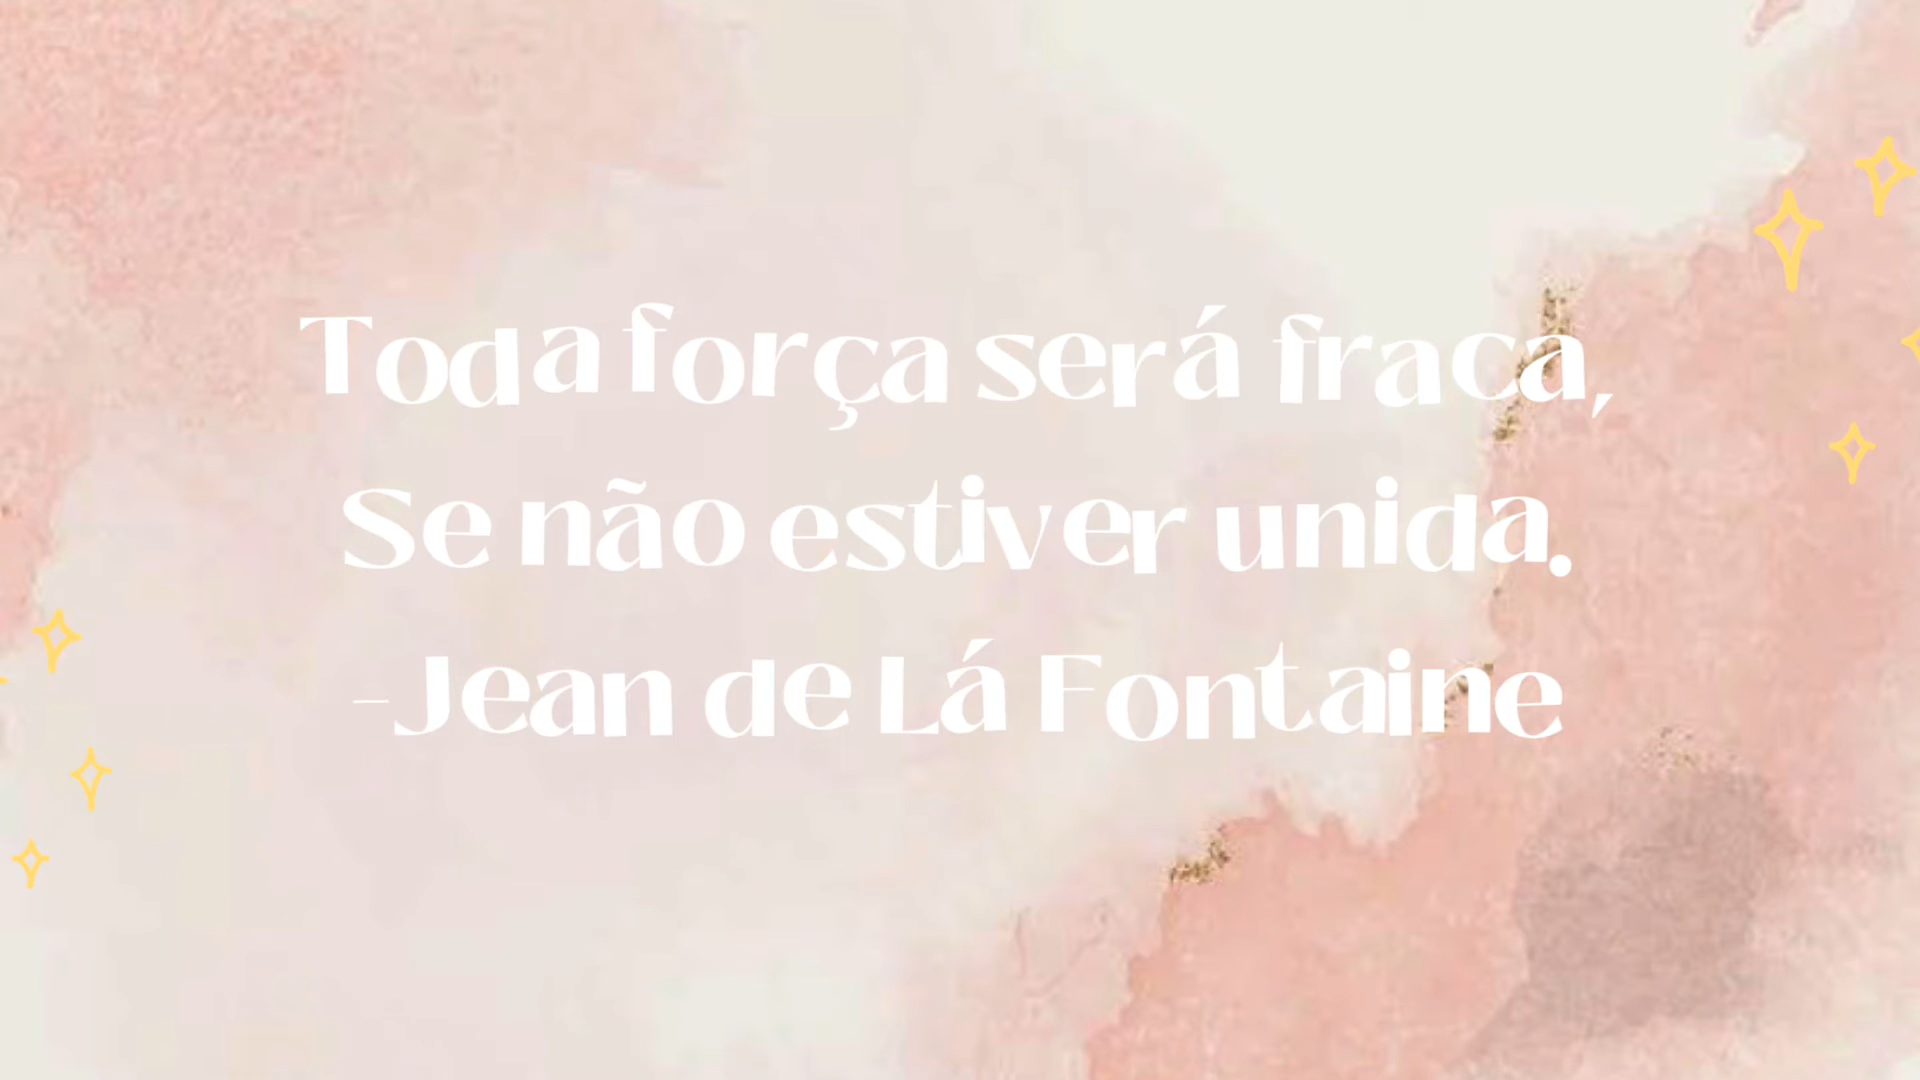 Toda força será fraca,
Se não estiver unida.
-Jean de Lá Fontaine